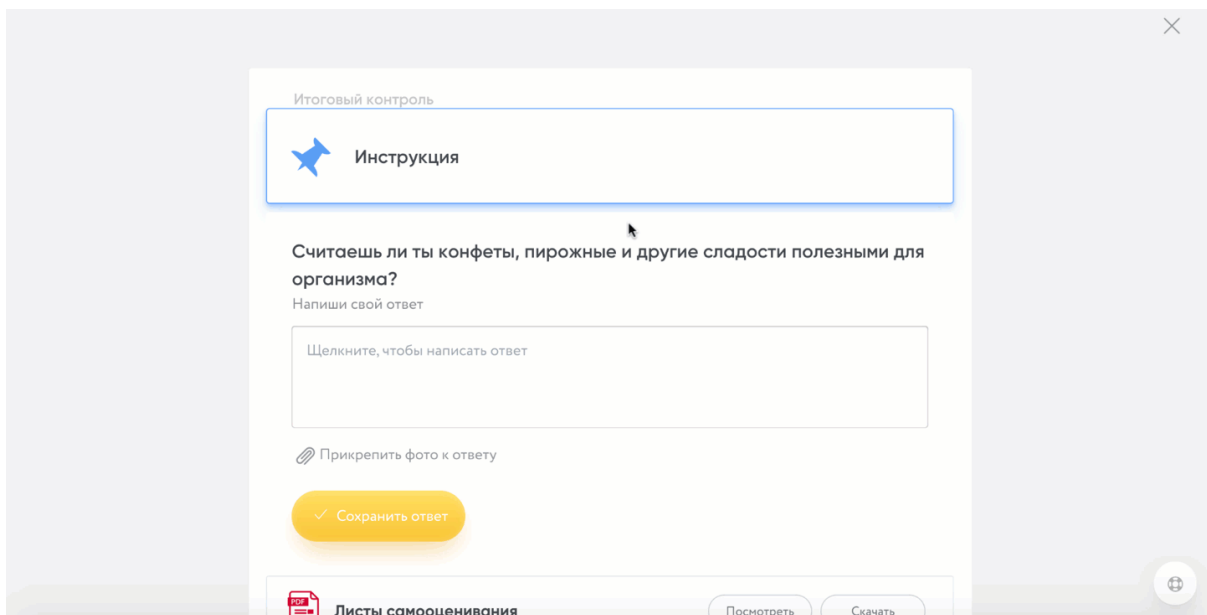 Итоговый контроль
Инструкция
Считаешь ли ты конфеты, пирожные и другие сладости полезными для
организма?
Напиши свой ответ
Щелкните, чтобы написать ответ
Прикрепить фото к ответу
Сохранить ответ
PDF Листы самооценивания Посмотреть Скачать